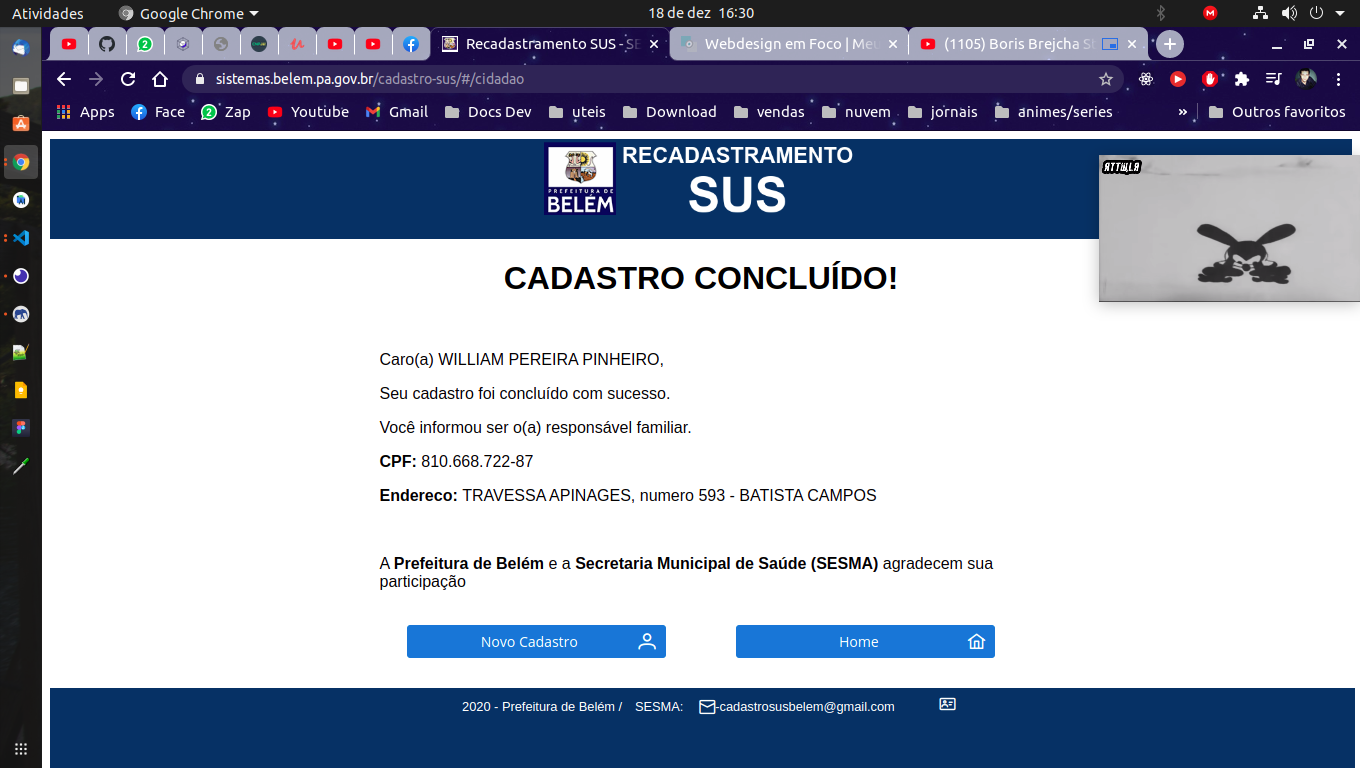 Atividades
Google Chrome
18 de dez 16:30
Recadastramento SUS - SE
Webdesign em Foco | Meu
(1105) Boris Brejcha St
sistemas.belem.pa.gov.br/cadastro-sus/#/cidadao
Apps
Face
Zap
Youtube
Gmail
Docs Dev
uteis
Download
vendas
nuvem
jornais
animes/series
»
Outros favoritos
PREFEITURA DE
BELÉM
RECADASTRAMENTO
SUS
CADASTRO CONCLUÍDO!
Caro(a) WILLIAM PEREIRA PINHEIRO,
Seu cadastro foi concluído com sucesso.
Você informou ser o(a) responsável familiar.
CPF: 810.668.722-87
Endereco: TRAVESSA APINAGES, numero 593 - BATISTA CAMPOS
A Prefeitura de Belém e a Secretaria Municipal de Saúde (SESMA) agradecem sua
participação
Novo Cadastro
Home
2020 - Prefeitura de Belém / SESMA: -cadastrosusbelem@gmail.com